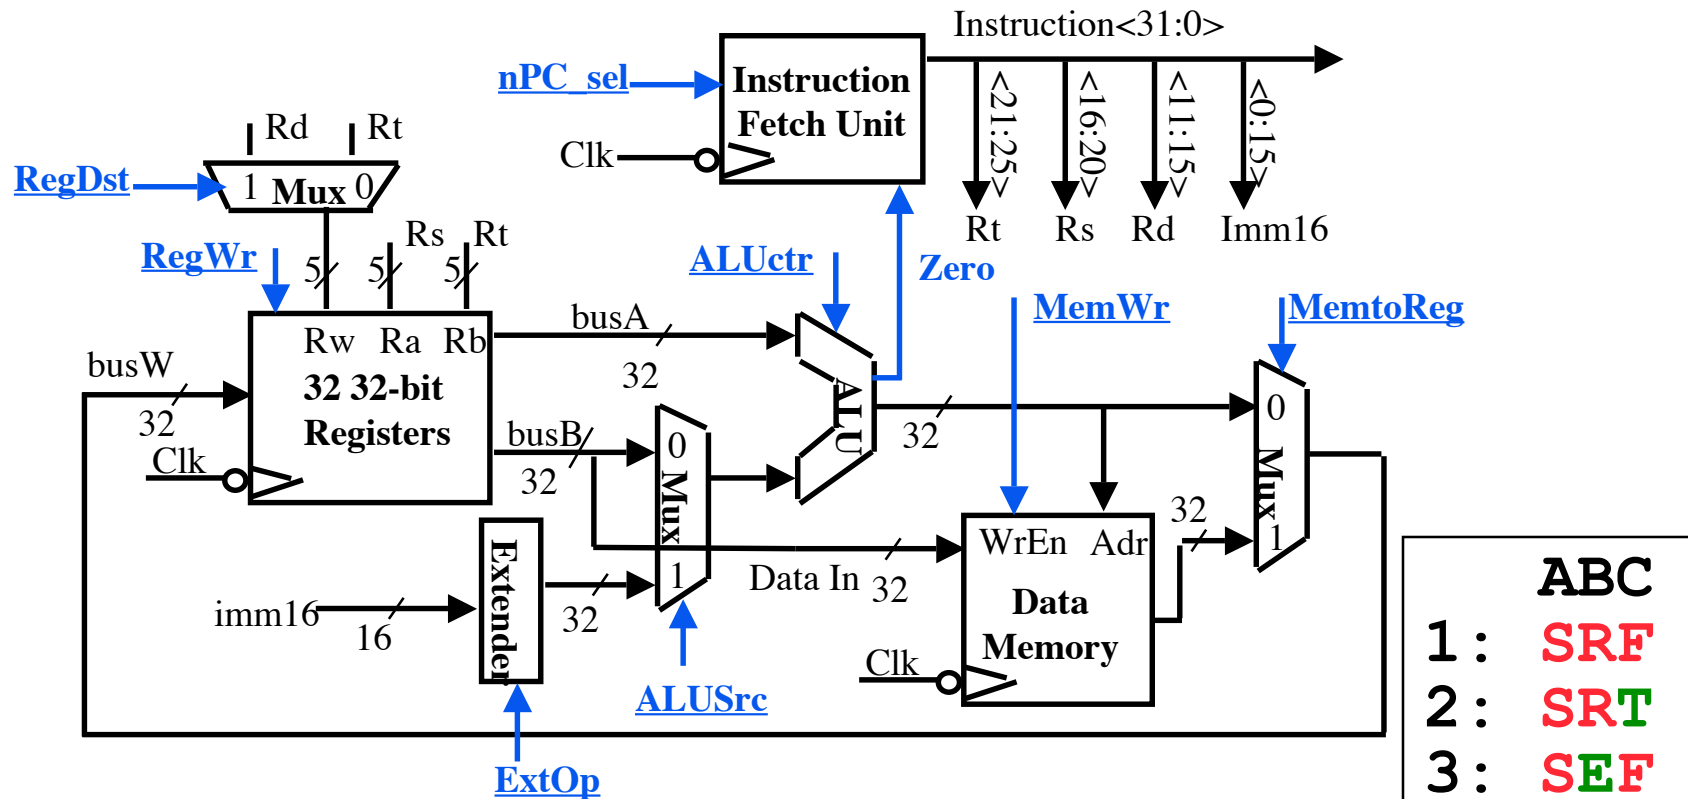 Instruction<31:0>
nPC_sel
Instruction
Fetch Unit
Clk
<21:25>
<16:20>
<11:15>
<0:15>
Rt
Rs
Rd
Imm16
Rd
Rt
RegDst
1
Mux
0
RegWr
5
5
Rs
5
Rt
ALUctr
Zero
MemWr
MemtoReg
busW
32
Clk
Rw
Ra
Rb
32 32-bit
Registers
busA
32
busB
32
0
Mux
1
ALU
32
0
Mux
1
imm16
16
Extender
32
ExtOp
ALUSrc
Data In
32
WrEn
Adr
Data
Memory
Clk
32
ABC
1: SRF
2: SRT
3: SEF